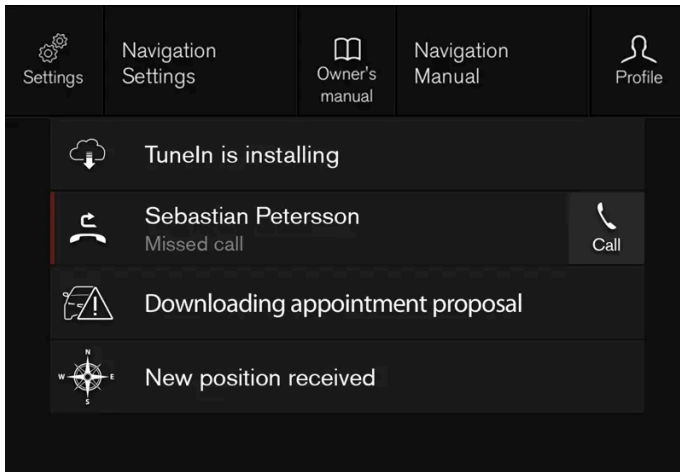 Settings
Navigation
Settings
Owner's
manual
Navigation
Manual
Profile
TuneIn is installing
Sebastian Petersson
Missed call
Call
Downloading appointment proposal
N
W E
S
New position received